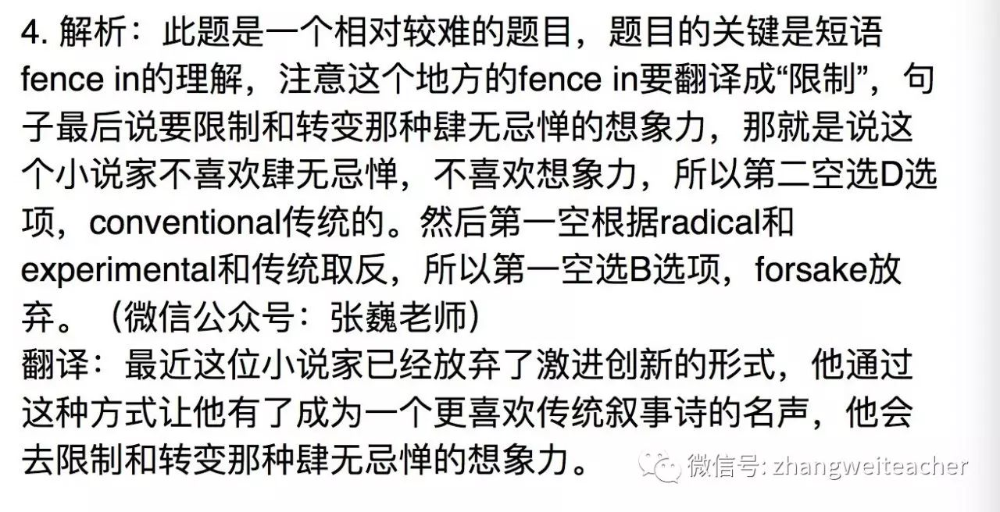 4. 解析：此题是一个相对较难的题目，题目的关键是短语
fence in的理解，注意这个地方的fence in要翻译成“限制”，句
子最后说要限制和转变那种肆无忌惮的想象力，那就是说这
个小说家不喜欢肆无忌惮，不喜欢想象力，所以第二空选D选
项，conventional传统的。然后第一空根据radical和
experimental和传统取反，所以第一空选B选项，forsake放
弃。（微信公众号：张巍老师）
翻译：最近这位小说家已经放弃了激进创新的形式，他通过
这种方式让他有了成为一个更喜欢传统叙事诗的名声，他会
去限制和转变那种肆无忌惮的想象力。
微信号: zhangweiteacher